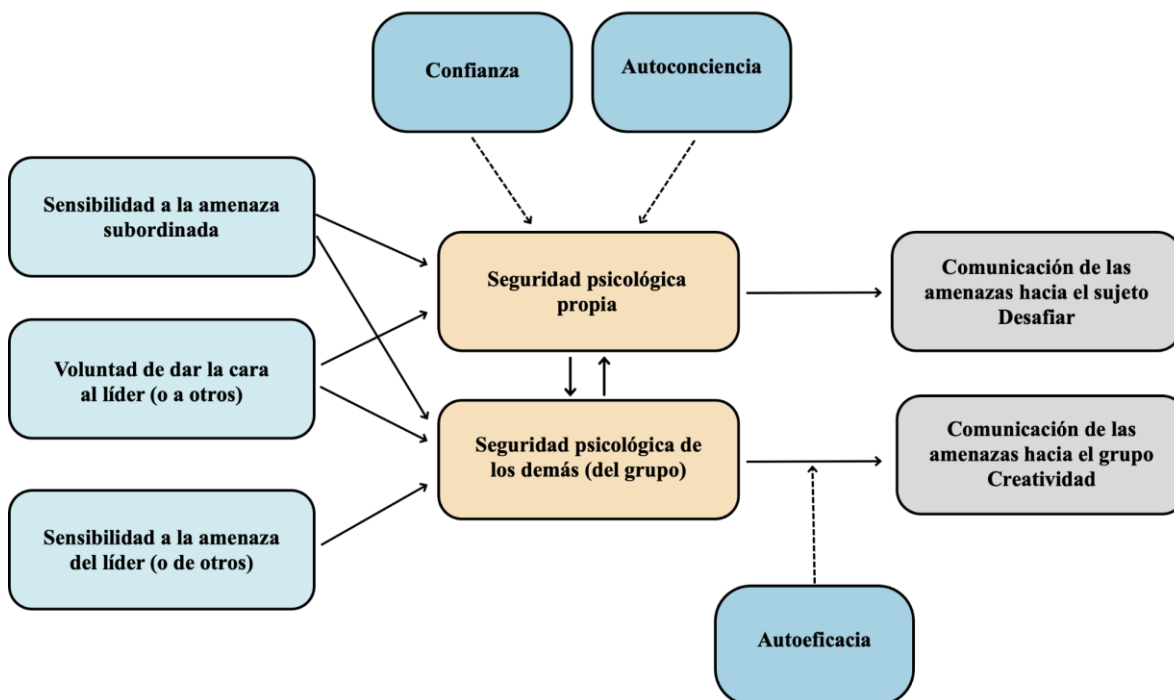 Confianza
Autoconciencia
Sensibilidad a la amenaza
subordinada
Seguridad psicológica
propia
Comunicación de las
amenazas hacia el sujeto
Desafiar
Voluntad de dar la cara
al líder (o a otros)
Seguridad psicológica de
los demás (del grupo)
Comunicación de las
amenazas hacia el grupo
Creatividad
Sensibilidad a la amenaza
del líder (o de otros)
Autoeficacia